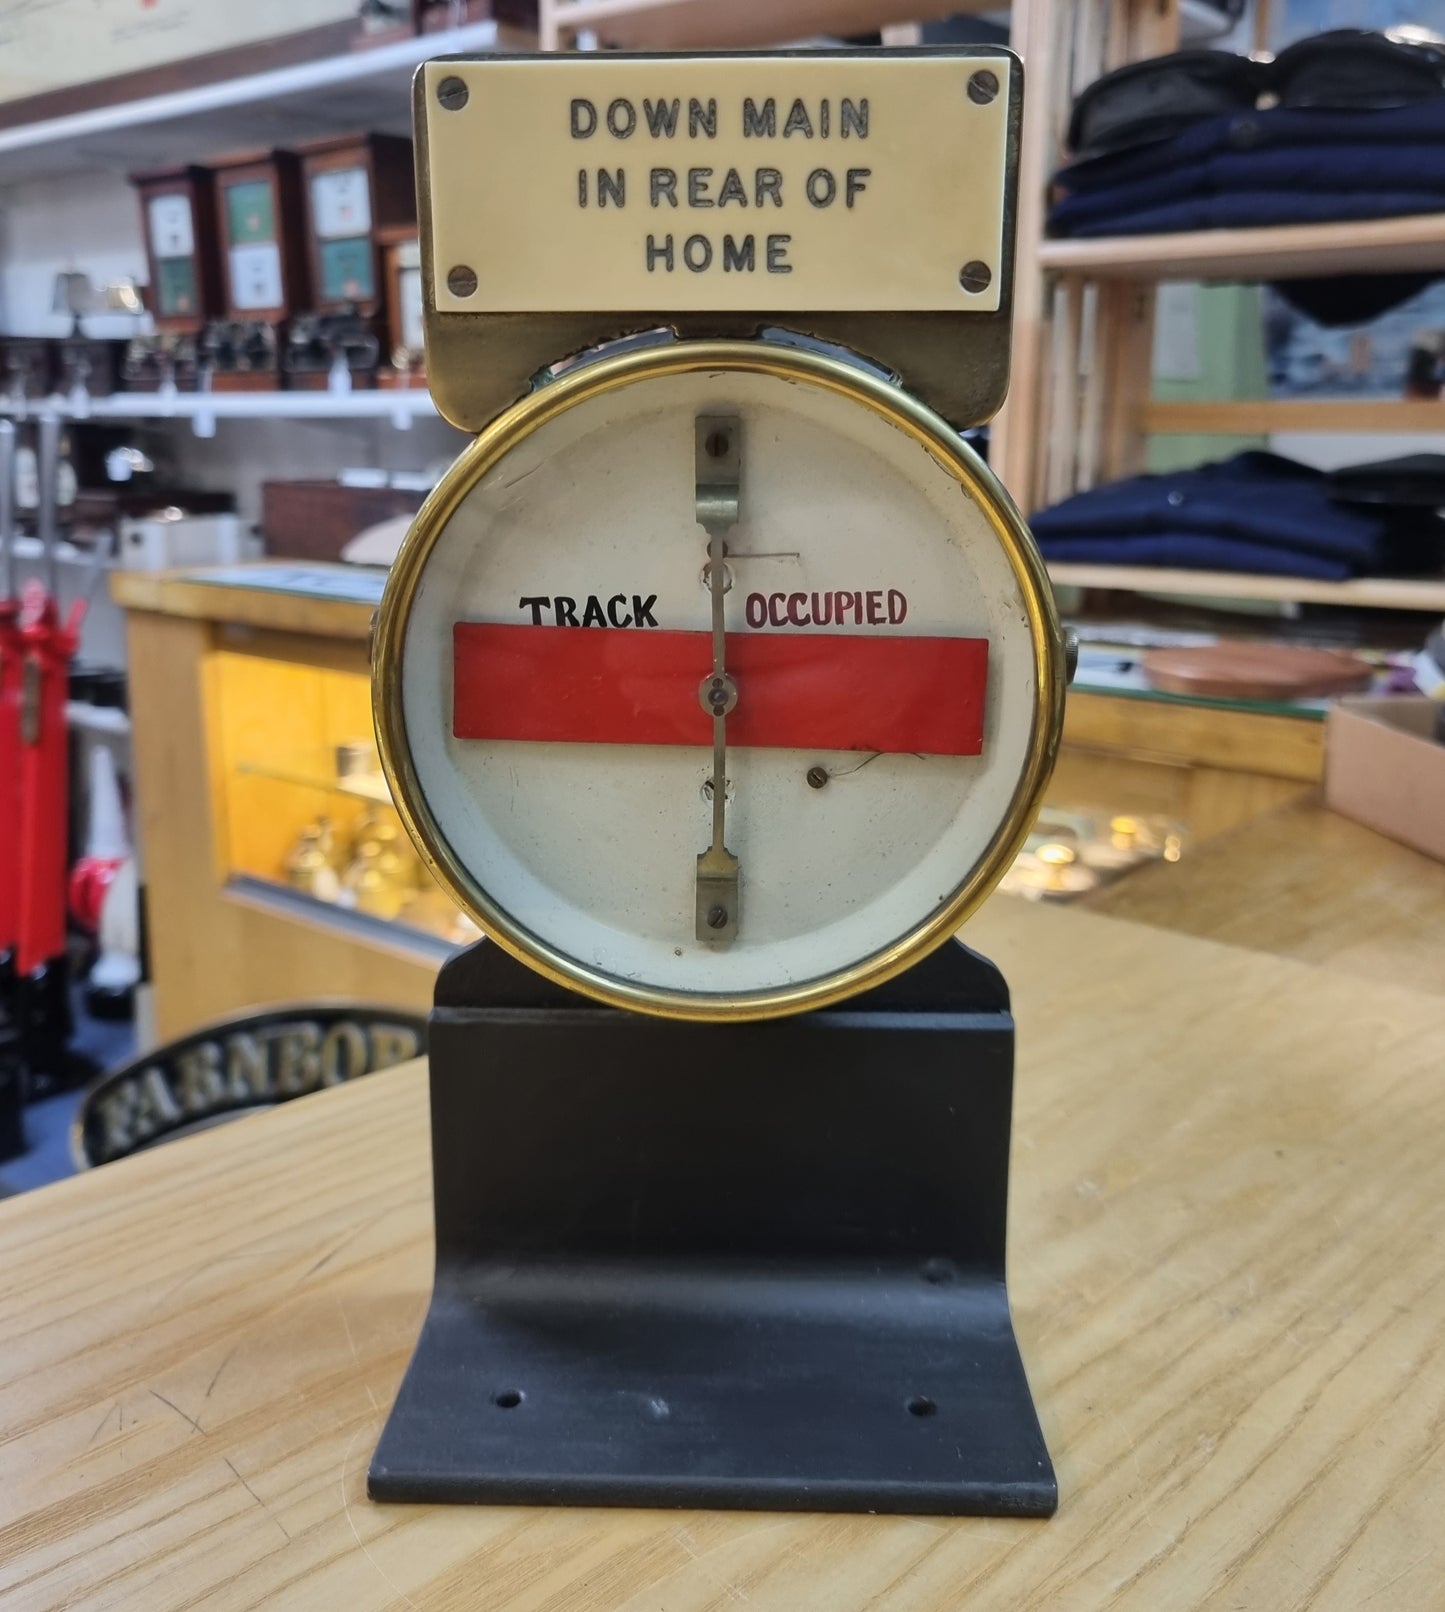 DOWN MAIN
IN REAR OF
HOME
TRACK OCCUPIED